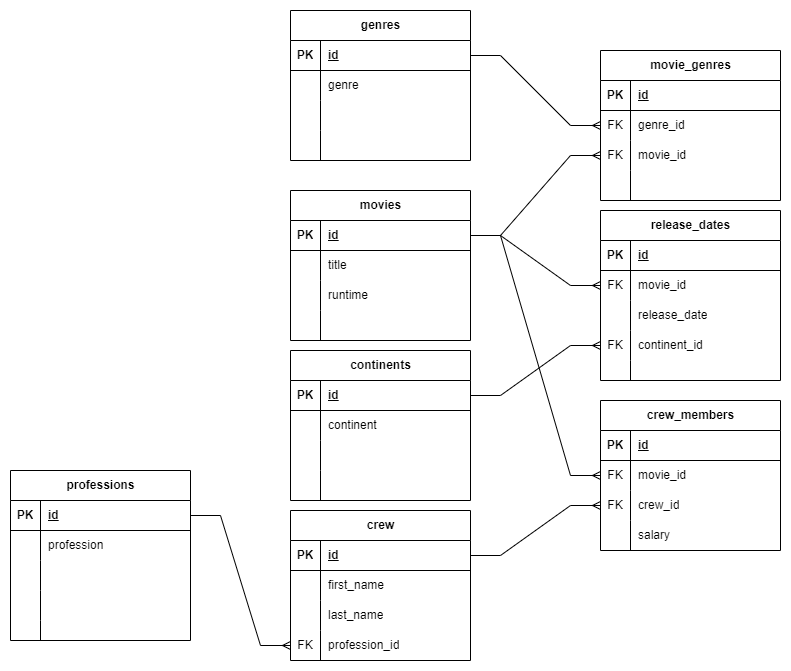 genres
PK id
genre
movie_genres
PK id
FK genre_id
FK movie_id
movies
PK id
title
runtime
release_dates
PK id
FK movie_id
release_date
FK continent_id
continents
PK id
continent
crew_members
PK id
FK movie_id
FK crew_id
salary
professions
PK id
profession
crew
PK id
first_name
last_name
FK profession_id